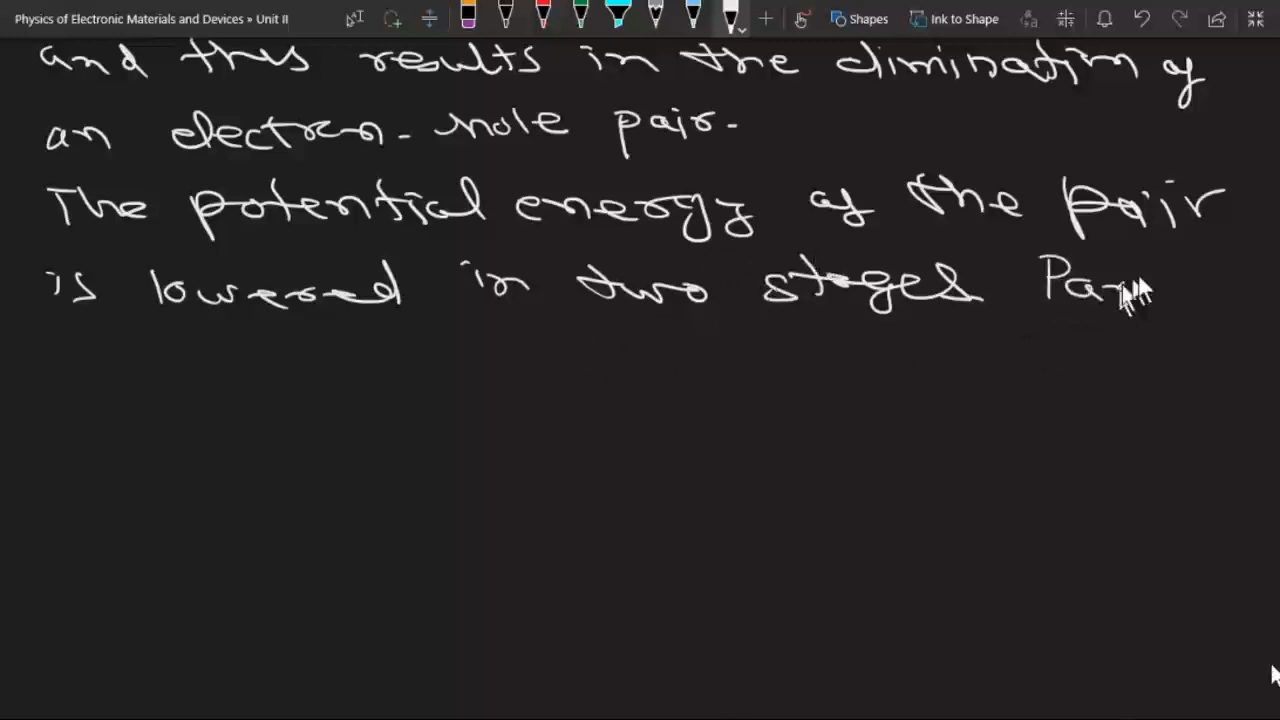 Physics of Electronic Materials and Devices » Unit II
Shapes
Ink to Shape
and this results in the elimination of
an electron-hole pair.
The potential energy of the pair
is lowered in two stages Par